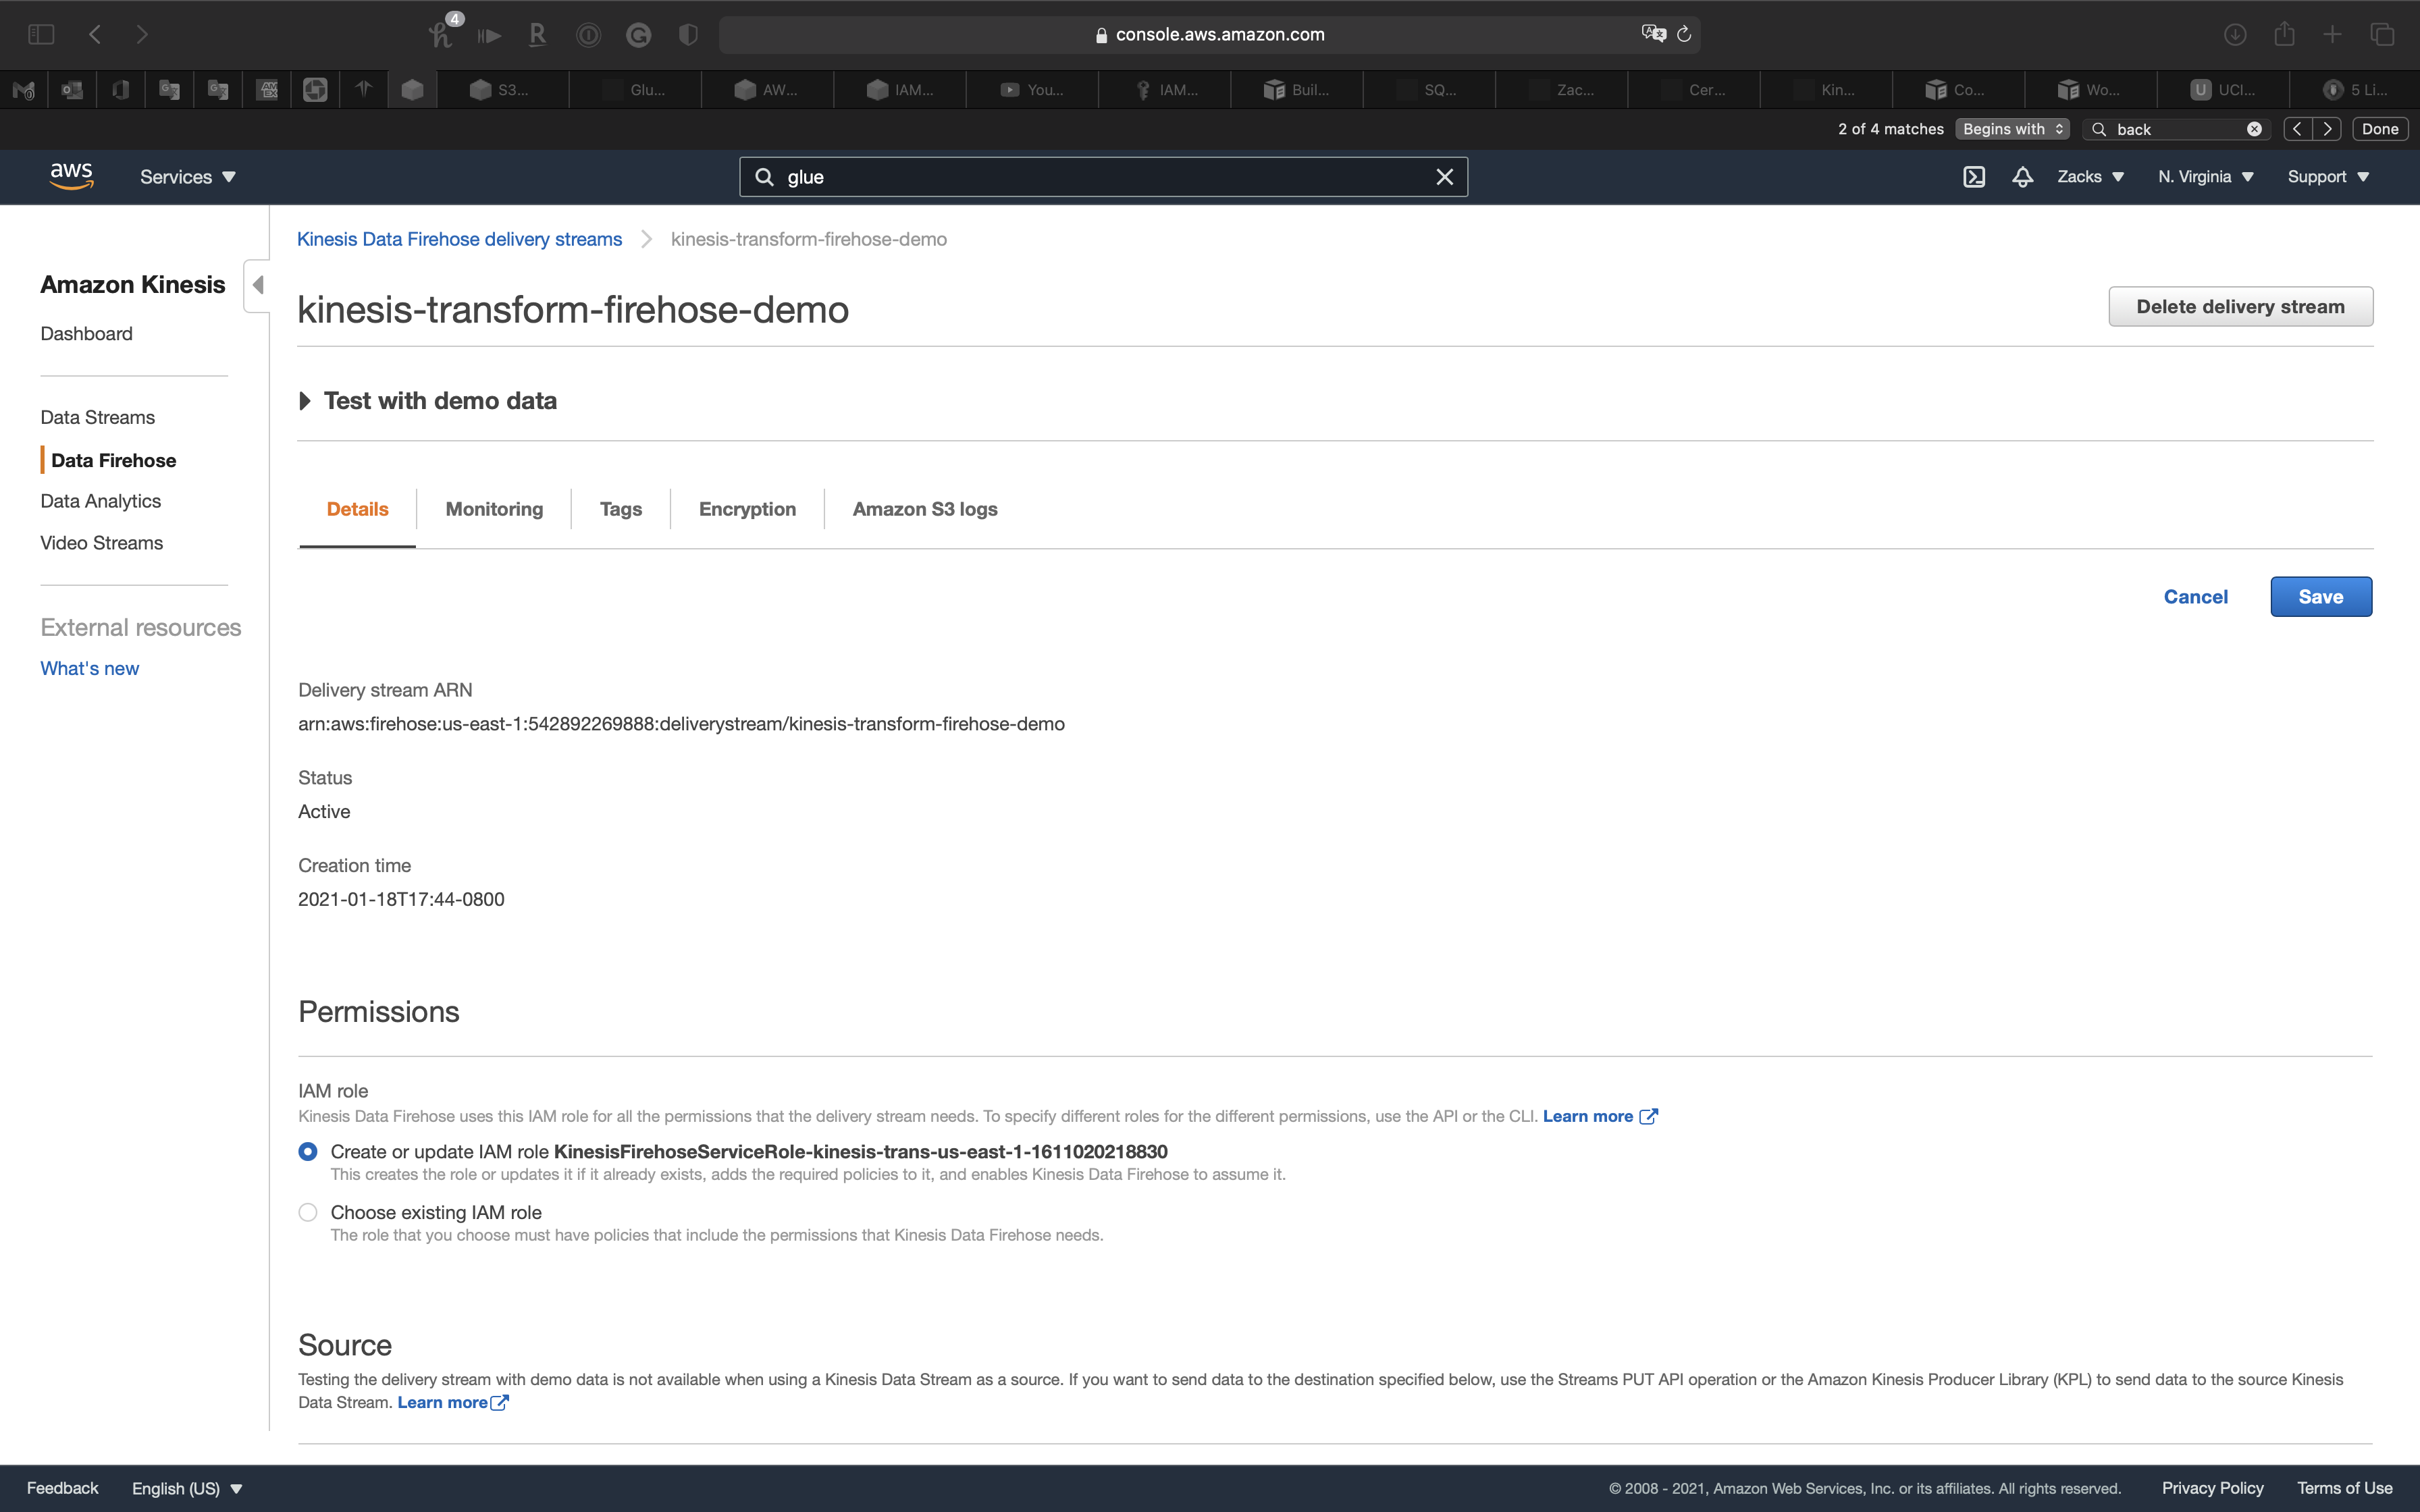 4
console.aws.amazon.com
S3...
Glu...
AW...
IAM...
You...
IAM...
Buil...
SQ...
Zac...
Cer...
Kin...
Co...
Wo...
U UCI...
5 Li...
2 of 4 matches
Begins with
back
Done
aws
Services
glue
Zacks
N. Virginia
Support
Kinesis Data Firehose delivery streams
kinesis-transform-firehose-demo
Amazon Kinesis
Dashboard
Data Streams
Data Firehose
Data Analytics
Video Streams
External resources
What's new
kinesis-transform-firehose-demo
Delete delivery stream
Test with demo data
Details
Monitoring
Tags
Encryption
Amazon S3 logs
Cancel
Save
Delivery stream ARN
arn:aws:firehose:us-east-1:542892269888:deliverystream/kinesis-transform-firehose-demo
Status
Active
Creation time
2021-01-18T17:44-0800
Permissions
IAM role
Kinesis Data Firehose uses this IAM role for all the permissions that the delivery stream needs. To specify different roles for the different permissions, use the API or the CLI. Learn more
Create or update IAM role KinesisFirehoseServiceRole-kinesis-trans-us-east-1-1611020218830
This creates the role or updates it if it already exists, adds the required policies to it, and enables Kinesis Data Firehose to assume it.
Choose existing IAM role
The role that you choose must have policies that include the permissions that Kinesis Data Firehose needs.
Source
Testing the delivery stream with demo data is not available when using a Kinesis Data Stream as a source. If you want to send data to the destination specified below, use the Streams PUT API operation or the Amazon Kinesis Producer Library (KPL) to send data to the source Kinesis
Data Stream. Learn more
Feedback
English (US)
© 2008 - 2021, Amazon Web Services, Inc. or its affiliates. All rights reserved.
Privacy Policy
Terms of Use